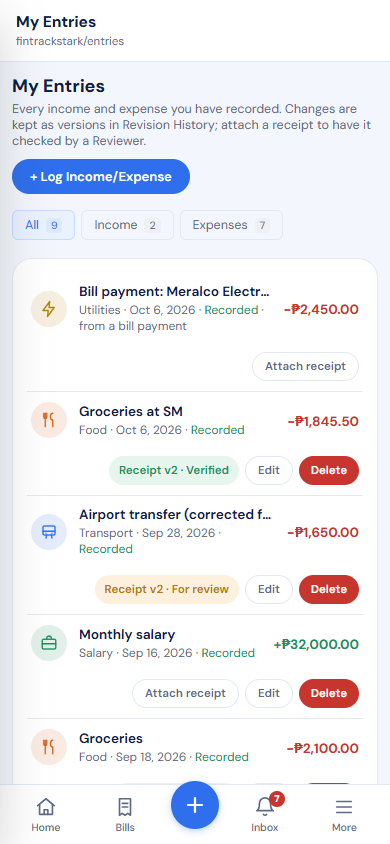 My Entries
fintrackstark/entries
My Entries
Every income and expense you have recorded. Changes are
kept as versions in Revision History; attach a receipt to have it
checked by a Reviewer.
+ Log Income/Expense
All 9 Income 2 Expenses 7
Bill payment: Meralco Electr...
-₱2,450.00
Utilities · Oct 6, 2026 · Recorded ·
from a bill payment
Attach receipt
Groceries at SM
-₱1,845.50
Food · Oct 6, 2026 · Recorded
Receipt v2 · Verified Edit Delete
Airport transfer (corrected f...
-₱1,650.00
Transport · Sep 28, 2026 ·
Recorded
Receipt v2 · For review Edit Delete
Monthly salary
+₱32,000.00
Salary · Sep 16, 2026 · Recorded
Attach receipt Edit Delete
Groceries
-₱2,100.00
Food · Sep 18, 2026 · Recorded
7
Home Bills + Inbox More